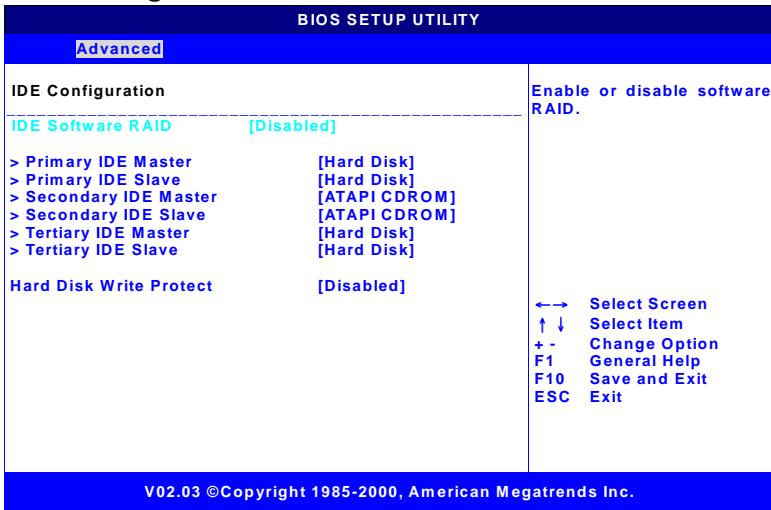 BIOS SETUP UTILITY
Advanced
IDE Configuration
IDE Software RAID [Disabled]
> Primary IDE Master [Hard Disk]
> Primary IDE Slave [Hard Disk]
> Secondary IDE Master [ATAPI CDROM]
> Secondary IDE Slave [ATAPI CDROM]
> Tertiary IDE Master [Hard Disk]
> Tertiary IDE Slave [Hard Disk]
Hard Disk Write Protect [Disabled]
Enable or disable software
RAID.
←→ Select Screen
↑↓ Select Item
+ - Change Option
F1 General Help
F10 Save and Exit
ESC Exit
V02.03 ©Copyright 1985-2000, American Megatrends Inc.